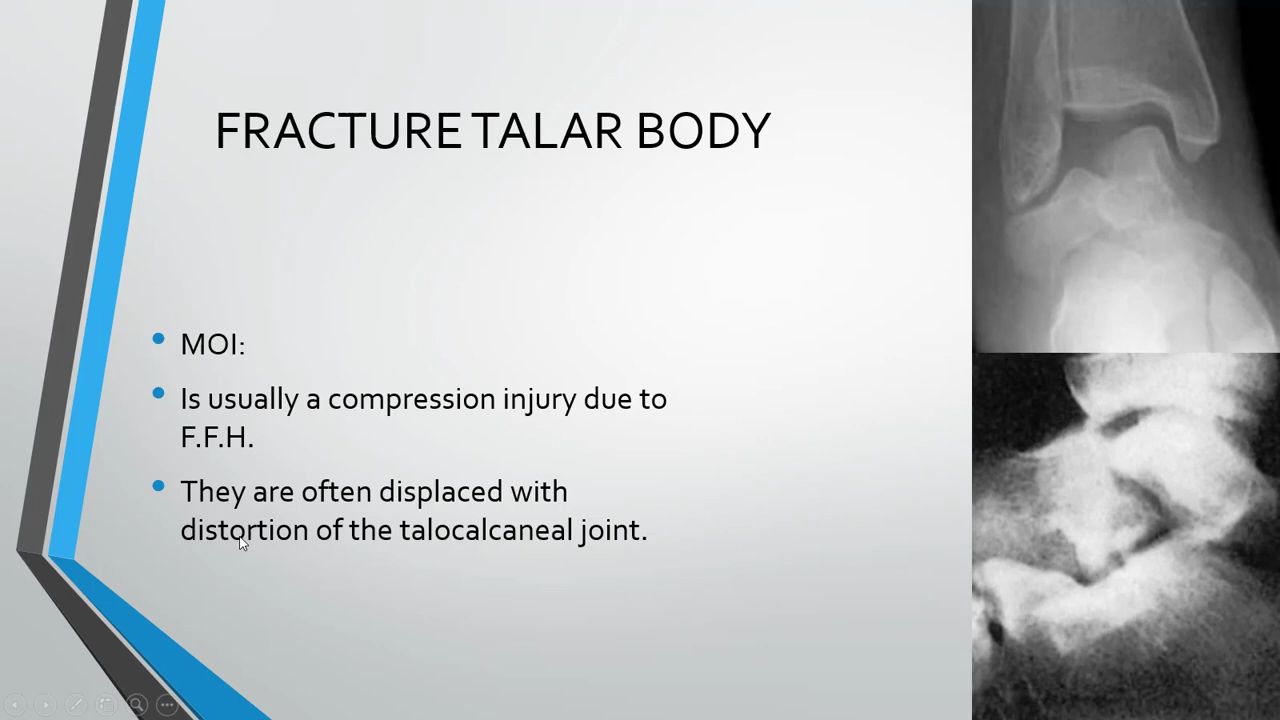 FRACTURE TALAR BODY
MOI:
Is usually a compression injury due to
F.F.H.
They are often displaced with
distortion of the talocalcaneal joint.